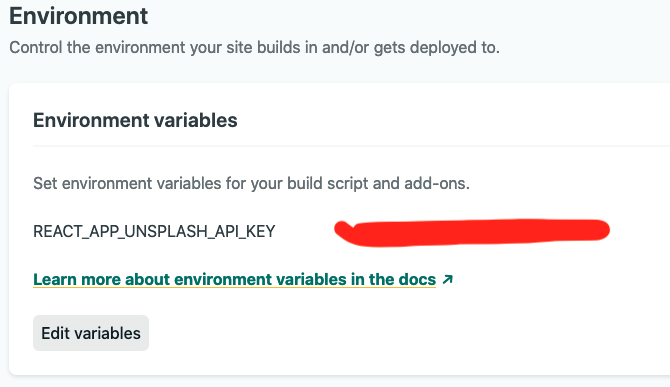 Environment
Control the environment your site builds in and/or gets deployed to.
Environment variables
Set environment variables for your build script and add-ons.
REACT_APP_UNSPLASH_API_KEY
Learn more about environment variables in the docs ↗
Edit variables